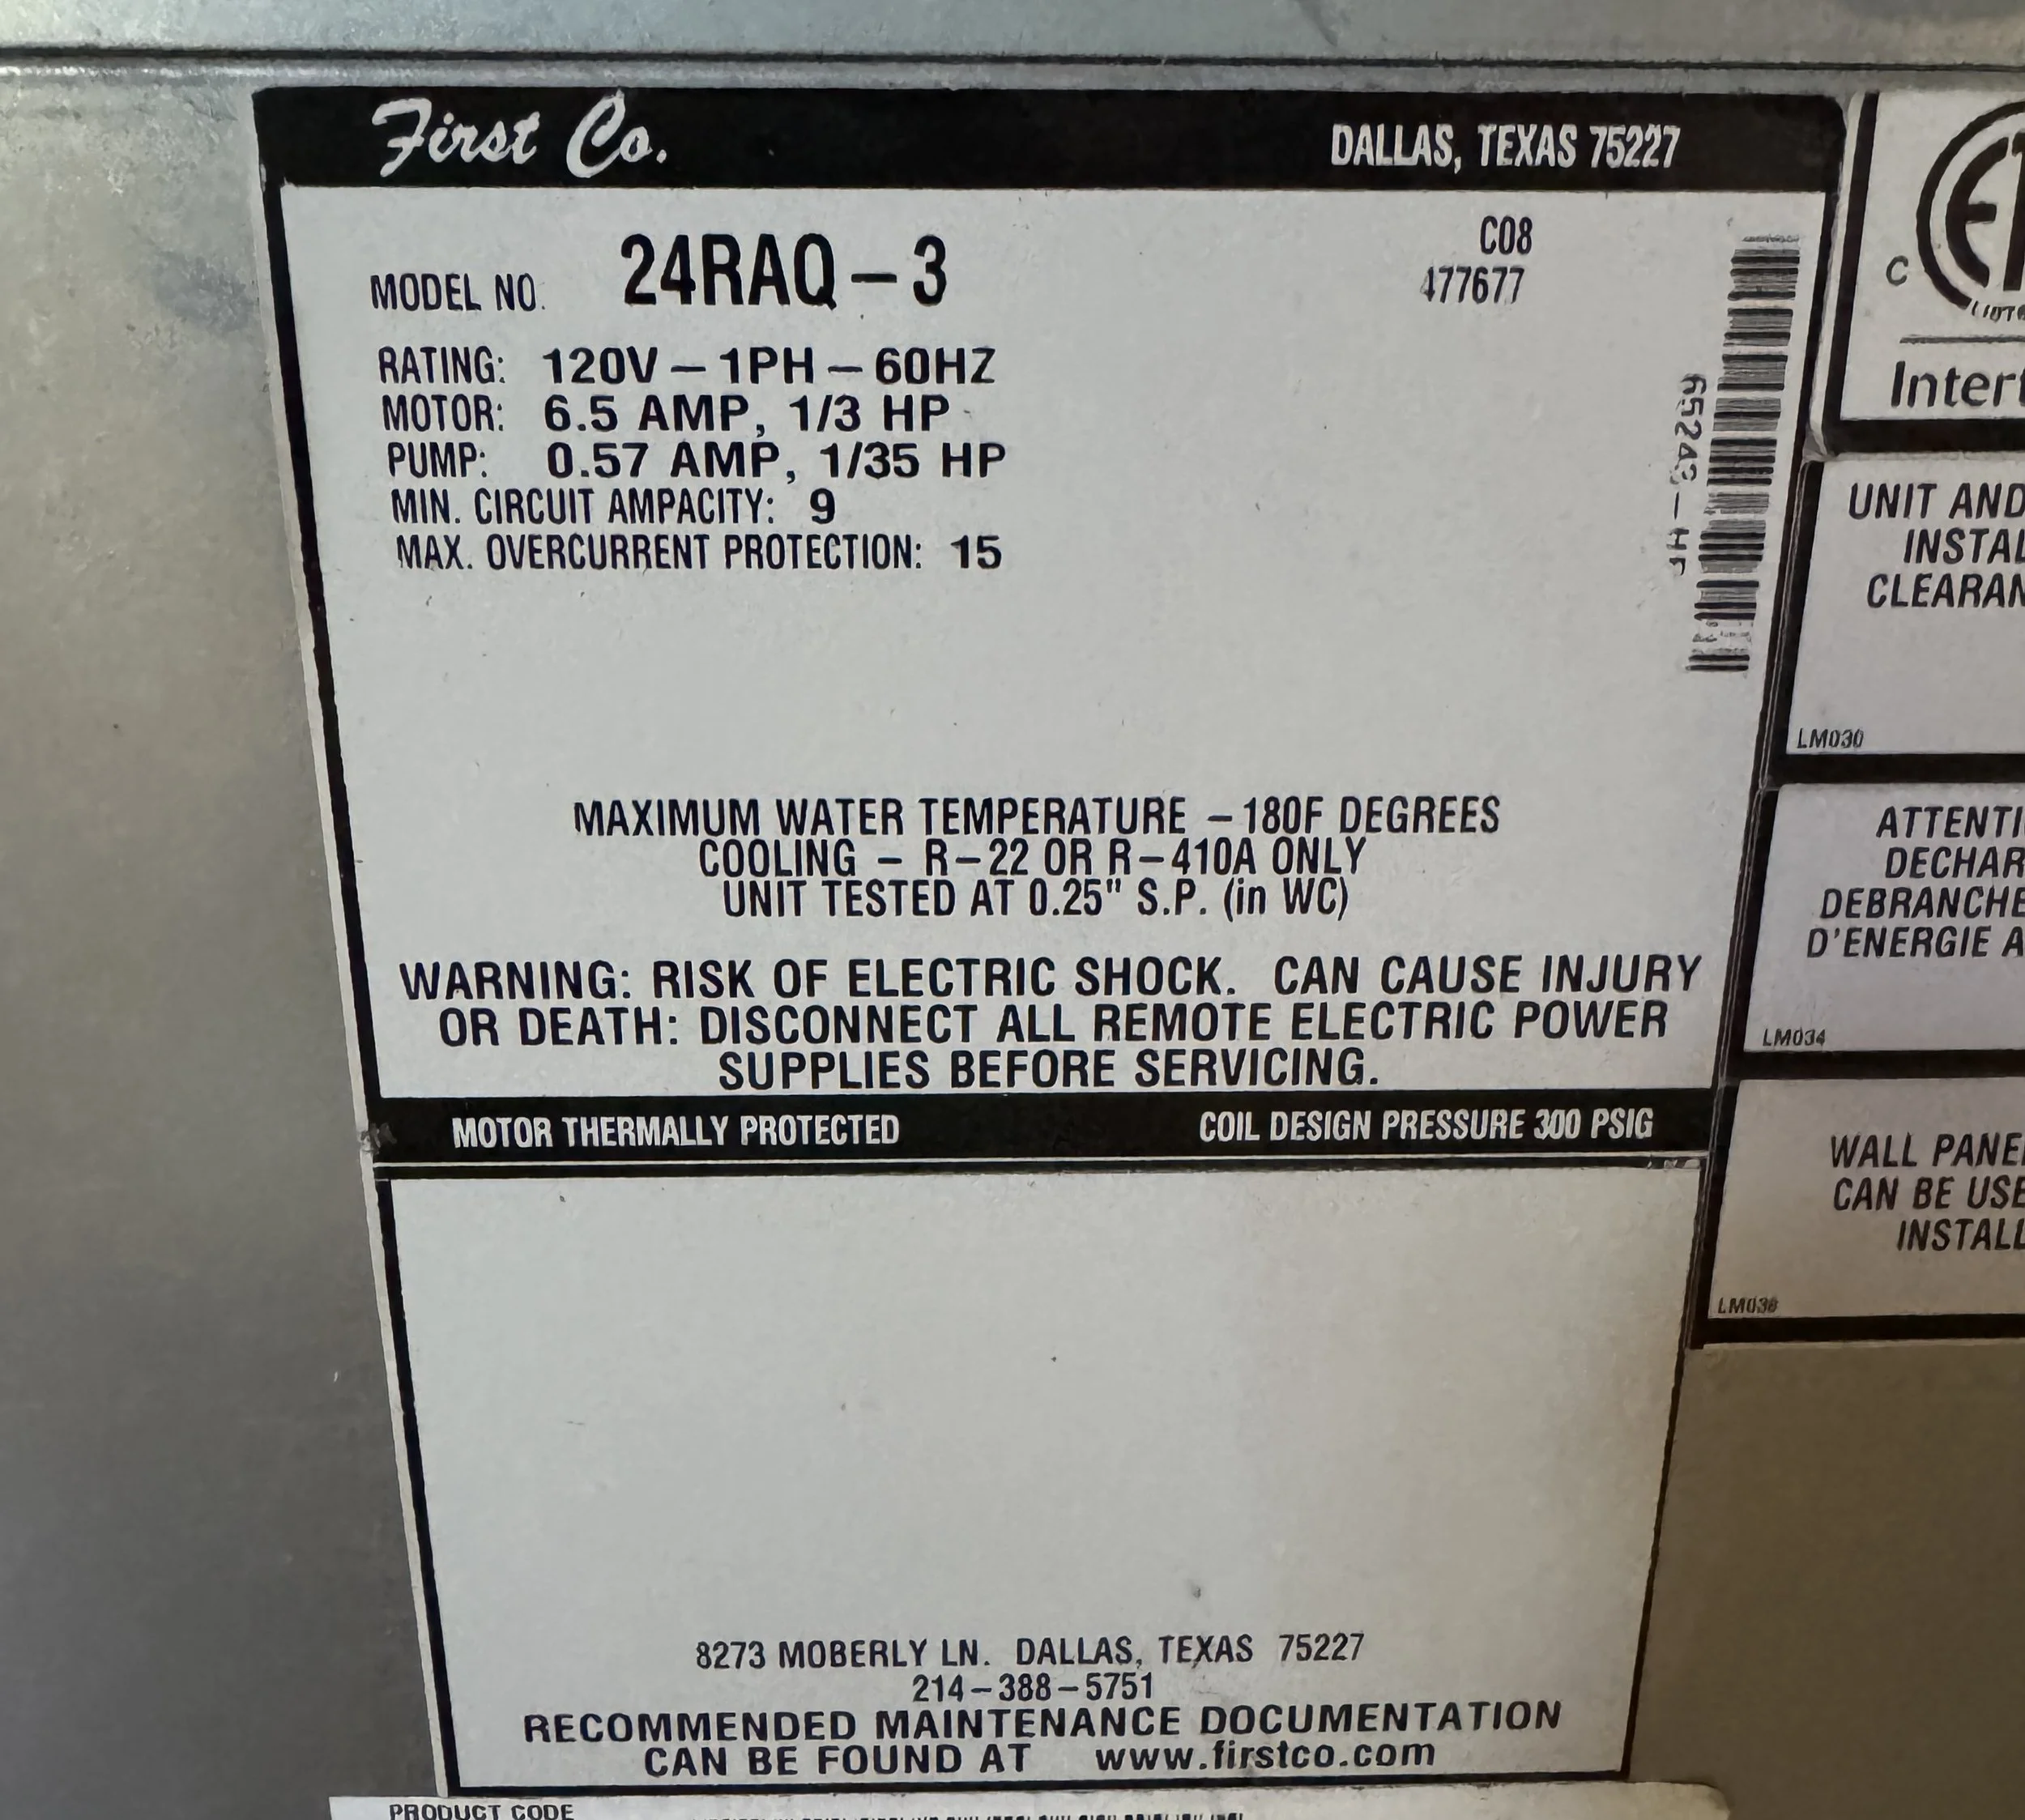 First Co.
DALLAS, TEXAS 75227
MODEL NO. 24RAQ-3
C08
477677
RATING: 120V-1PH-60HZ
MOTOR: 6.5 AMP, 1/3 HP
PUMP: 0.57 AMP, 1/35 HP
MIN. CIRCUIT AMPACITY: 9
MAX. OVERCURRENT PROTECTION: 15
MAXIMUM WATER TEMPERATURE -180F DEGREES
COOLING - R-22 OR R-410A ONLY
UNIT TESTED AT 0.25" S.P. (in WC)
WARNING: RISK OF ELECTRIC SHOCK. CAN CAUSE INJURY
OR DEATH: DISCONNECT ALL REMOTE ELECTRIC POWER
SUPPLIES BEFORE SERVICING.
MOTOR THERMALLY PROTECTED
COIL DESIGN PRESSURE 300 PSIG
8273 MOBERLY LN. DALLAS, TEXAS 75227
214-388-5751
RECOMMENDED MAINTENANCE DOCUMENTATION
CAN BE FOUND AT www.firstco.com
PRODUCT CODE
C
Inter
UNIT AND
INSTAL
CLEARAN
LM030
ATTENTI
DECHAR
DEBRANCHE
D'ENERGIE A
LM034
WALL PANE
CAN BE USE
INSTALL